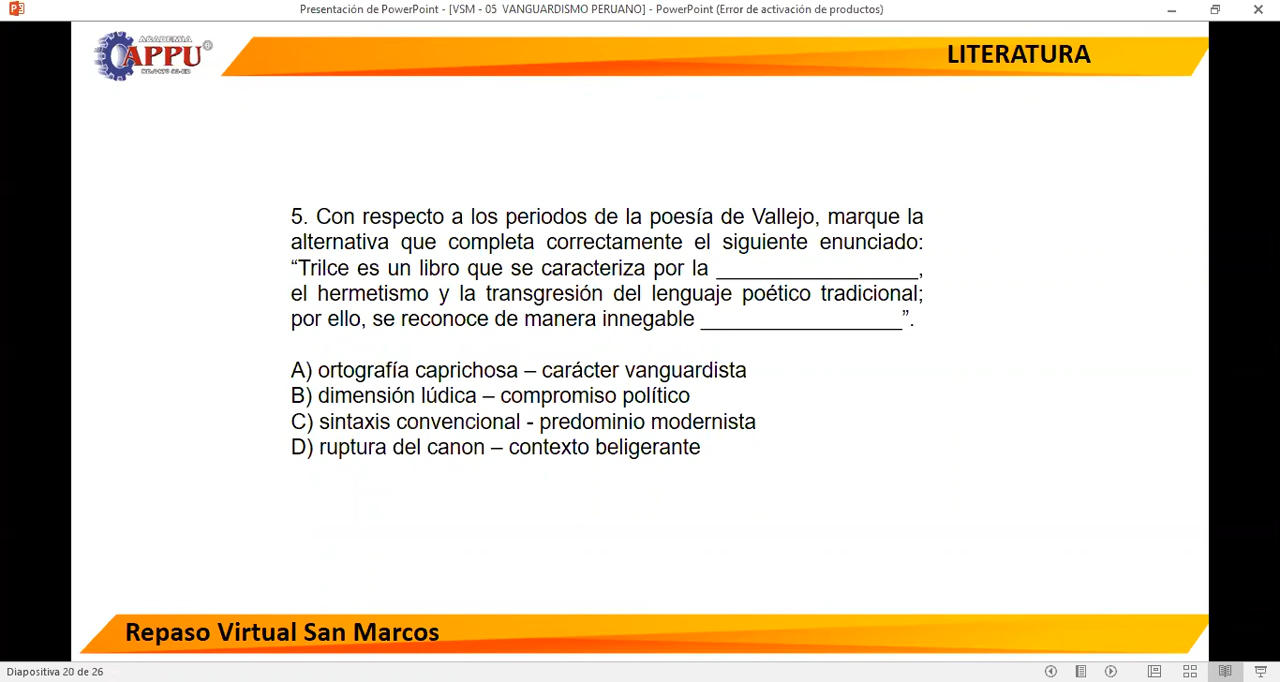 Presentación de PowerPoint - [VSM - 05 VANGUARDISMO PERUANO] - PowerPoint (Error de activación de productos)
ACADEMIA
APPU
LITERATURA
5. Con respecto a los periodos de la poesía de Vallejo, marque la
alternativa que completa correctamente el siguiente enunciado:
“Trilce es un libro que se caracteriza por la _________________,
el hermetismo y la transgresión del lenguaje poético tradicional;
por ello, se reconoce de manera innegable _________________”.
A) ortografía caprichosa – carácter vanguardista
B) dimensión lúdica – compromiso político
C) sintaxis convencional - predominio modernista
D) ruptura del canon – contexto beligerante
Repaso Virtual San Marcos
Diapositiva 20 de 26